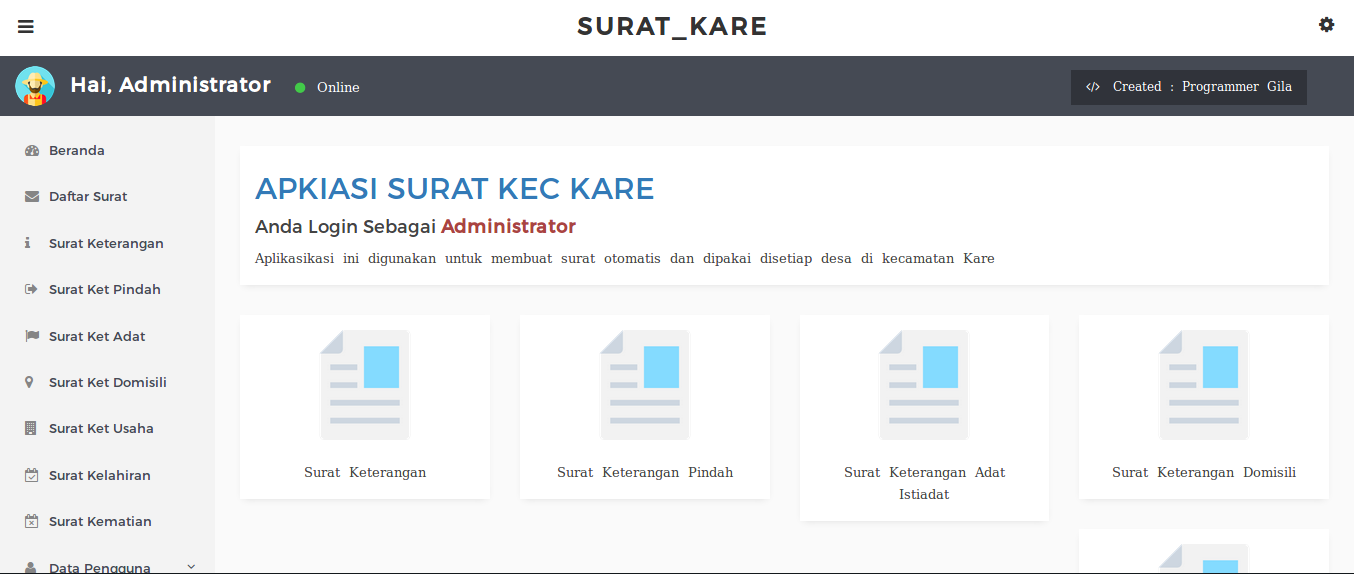 SURAT_KARE
Hai, Administrator
Online
</> Created : Programmer Gila
Beranda
Daftar Surat
Surat Keterangan
Surat Ket Pindah
Surat Ket Adat
Surat Ket Domisili
Surat Ket Usaha
Surat Kelahiran
Surat Kematian
Data Pengguna
APKIASI SURAT KEC KARE
Anda Login Sebagai Administrator
Aplikasikasi ini digunakan untuk membuat surat otomatis dan dipakai disetiap desa di kecamatan Kare
Surat Keterangan
Surat Keterangan Pindah
Surat Keterangan Adat
Istiadat
Surat Keterangan Domisili